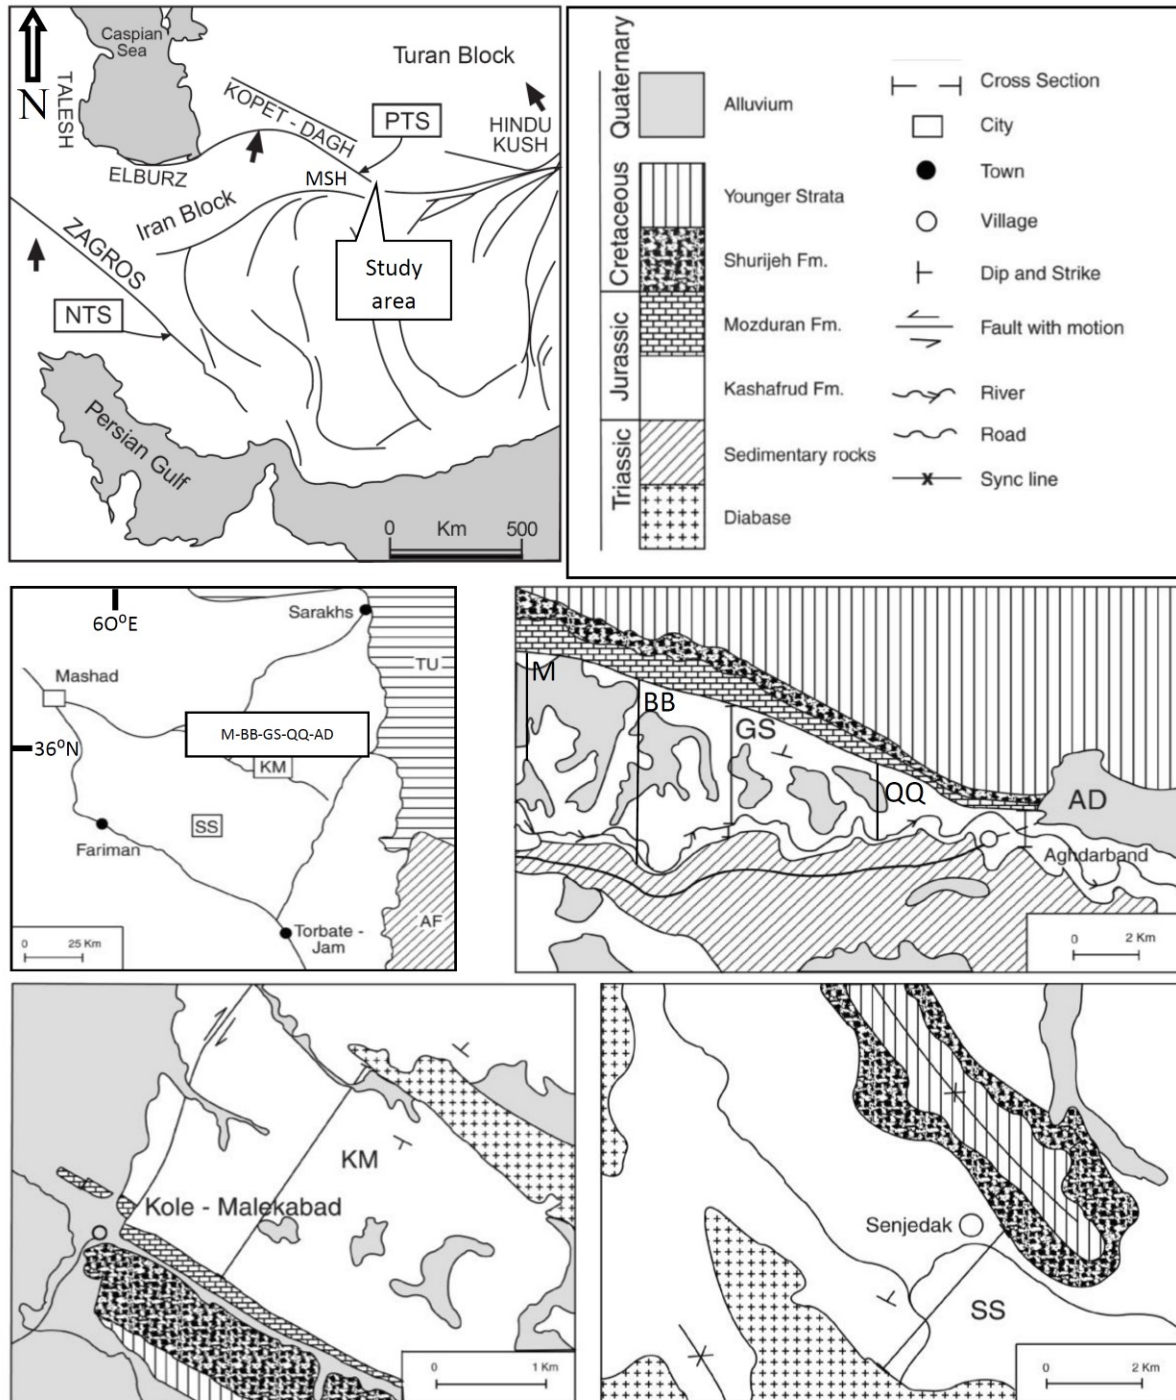 Caspian
Sea
Turan Block
N
TALESH
KOPET - DAGH
PTS
HINDU
KUSH
ELBURZ
MSH
Iran Block
ZAGROS
Study
area
NTS
Persian Gulf
0 Km 500
Quaternary
Cretaceous
Jurassic
Triassic
Alluvium
Younger Strata
Shurijeh Fm.
Mozduran Fm.
Kashafrud Fm.
Sedimentary rocks
Diabase
Cross Section
City
Town
Village
Dip and Strike
Fault with motion
River
Road
Sync line
60°E
Sarakhs
TU
Mashad
36°N
M-BB-GS-QQ-AD
KM
SS
Fariman
AF
Torbate -
Jam
0 25 Km
M
BB
GS
QQ
AD
Aghdarband
0 2 Km
KM
Kole - Malekabad
0 1 Km
Senjedak
SS
0 2 Km